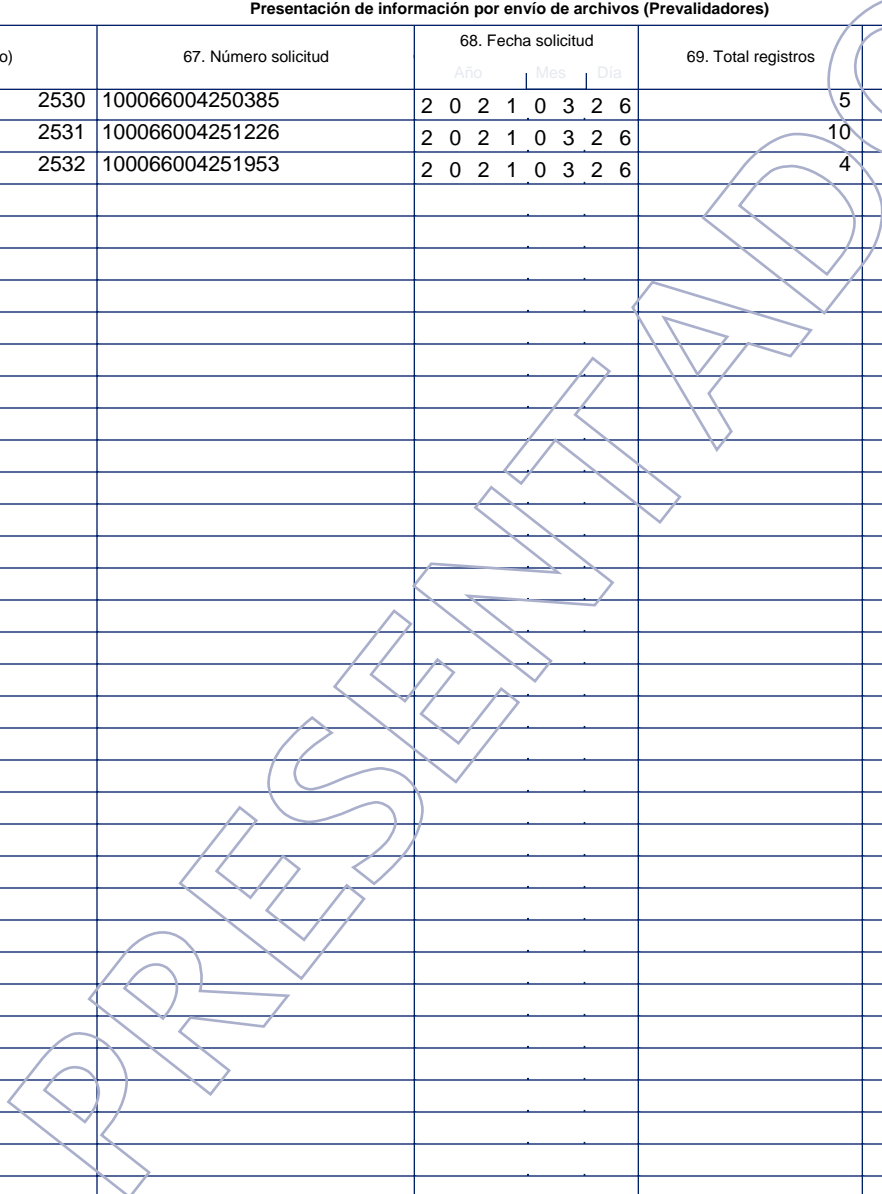 Presentación de información por envío de archivos (Prevalidadores)
o) 67. Número solicitud 68. Fecha solicitud 69. Total registros
Año Mes Día
2530 100066004250385 2 0 2 1 0 3 2 6 5
2531 100066004251226 2 0 2 1 0 3 2 6 10
2532 100066004251953 2 0 2 1 0 3 2 6 4
PRESENTADO